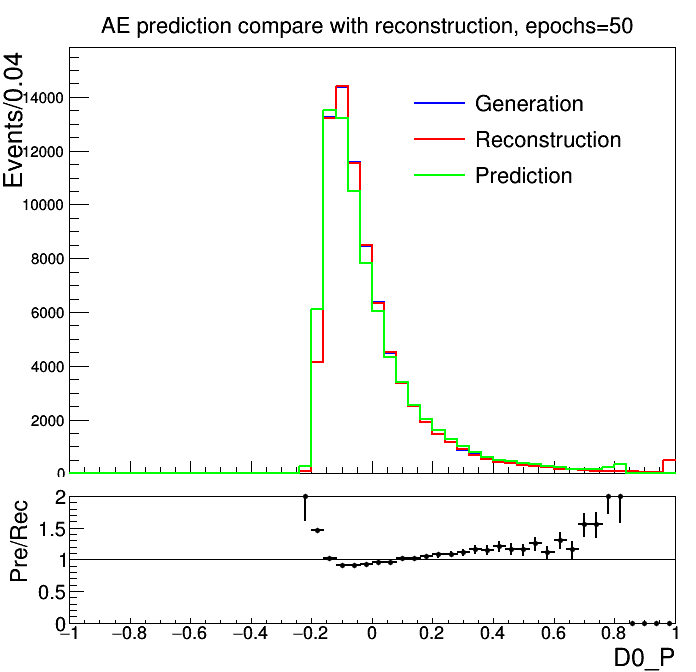 AE prediction compare with reconstruction, epochs=50
Events/0.04
14000
12000
10000
8000
6000
4000
2000
0
Generation
Reconstruction
Prediction
Pre/Rec
2
1.5
1
0.5
0
−1 −0.8 −0.6 −0.4 −0.2 0 0.2 0.4 0.6 0.8 1
D0_P